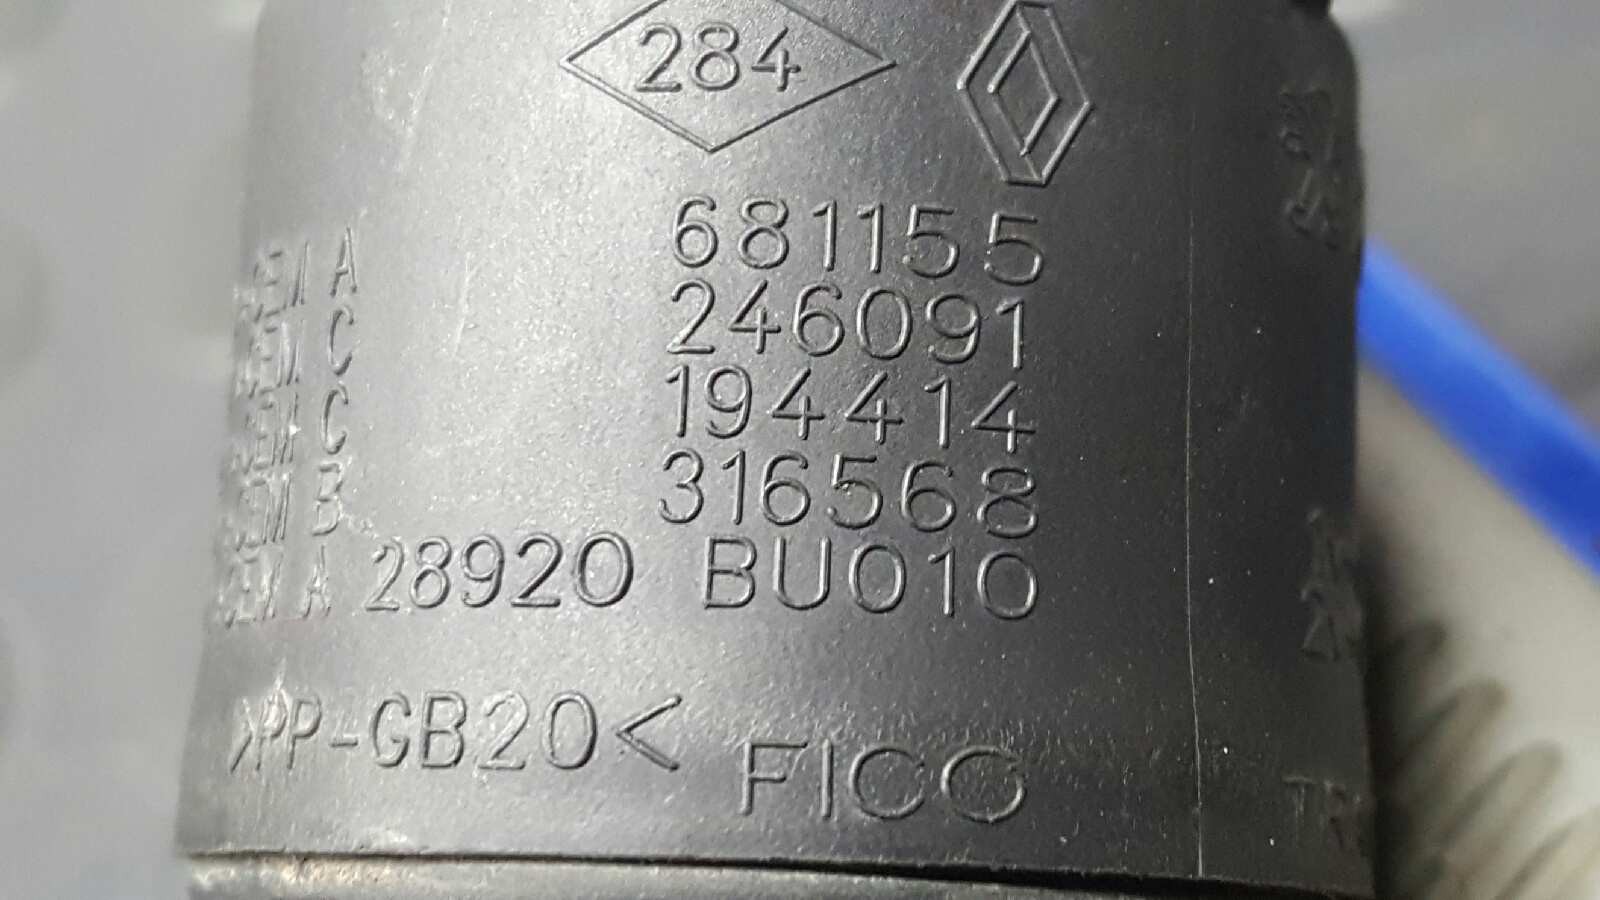 284
A 681155
C 246091
C 194414
B 316568
A 28920 BU010
>PP-GB20<
FICO